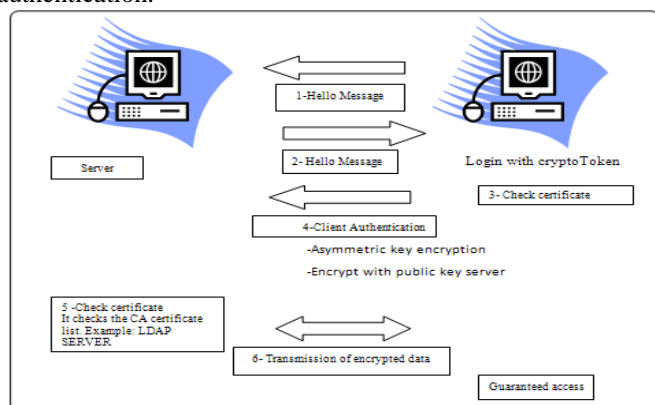 authentication.
1-Hello Message
2- Hello Message
Server
Login with cryptoToken
3- Check certificate
4-Client Authentication
-Asymmetric key encryption
-Encrypt with public key server
5 -Check certificate
It checks the CA certificate
list. Example: LDAP
SERVER
6- Transmission of encrypted data
Guaranteed access